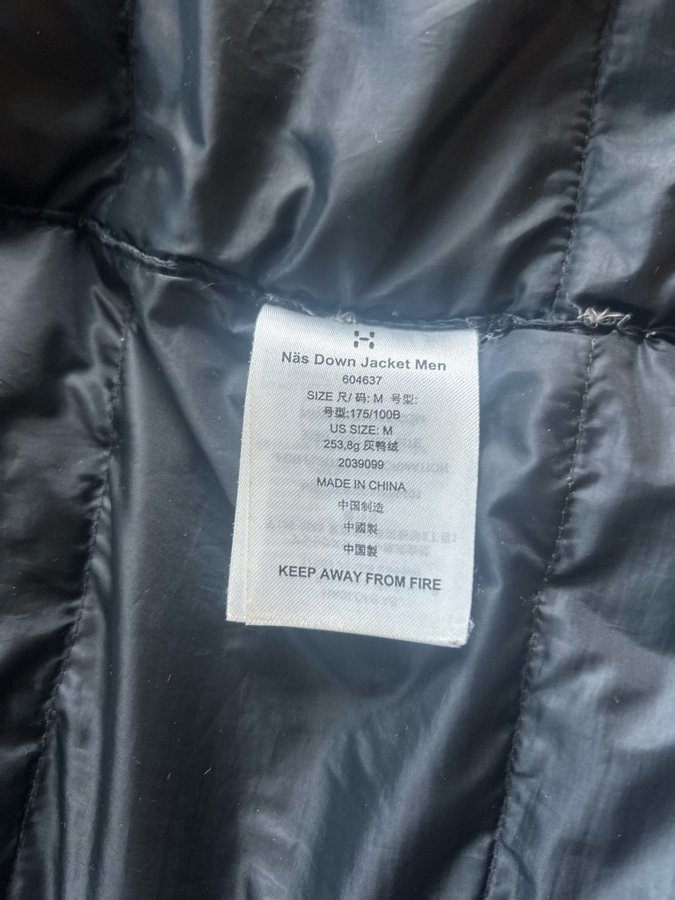 Näs Down Jacket Men
604637
SIZE 尺/ 码: M 号型:
号型:175/100B
US SIZE: M
253,8g 灰鸭绒
2039099
MADE IN CHINA
中国制造
中國製
中国製
KEEP AWAY FROM FIRE